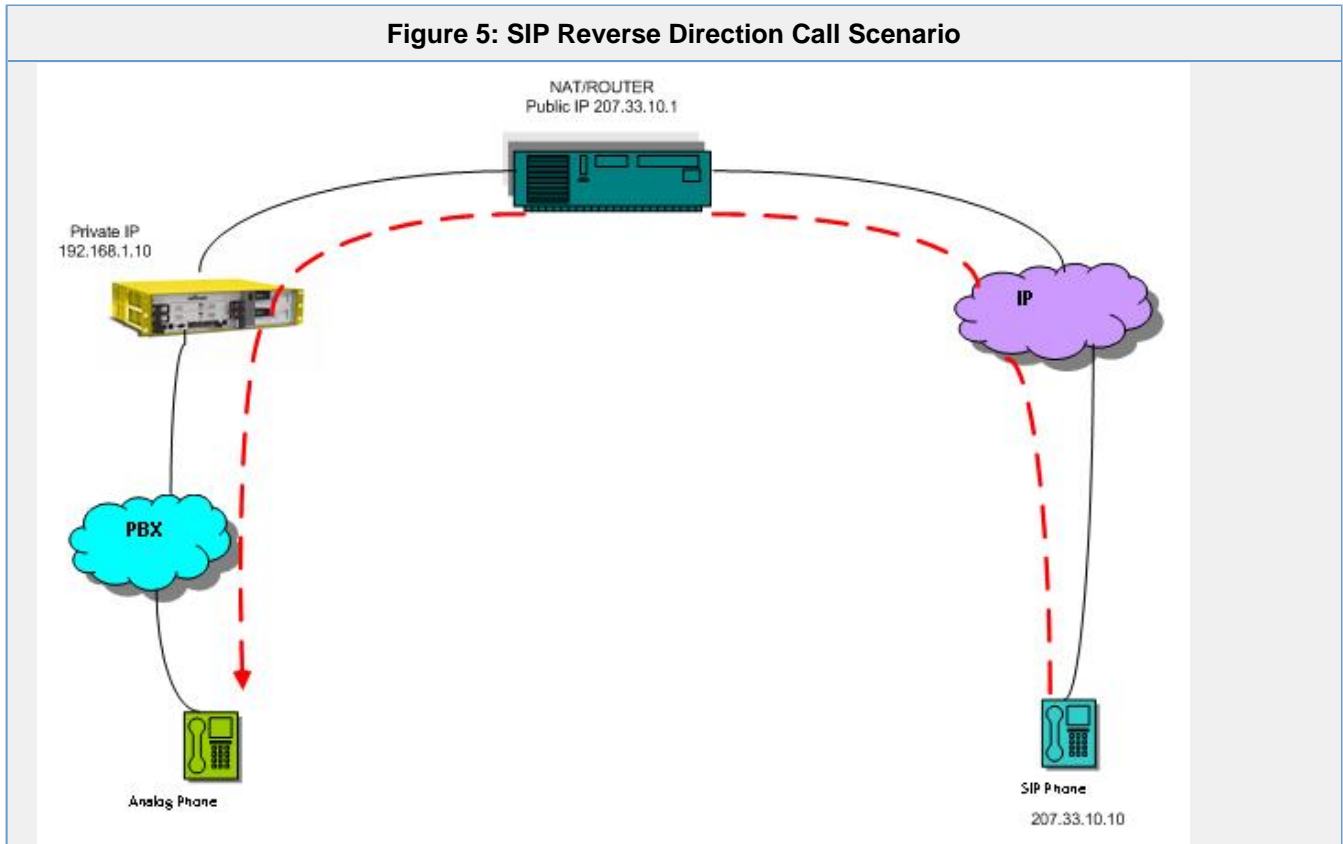 Figure 5: SIP Reverse Direction Call Scenario
NAT/ROUTER
Public IP 207.33.10.1
Private IP
192.168.1.10
IP
PBX
Analog Phone
SIP Phone
207.33.10.10